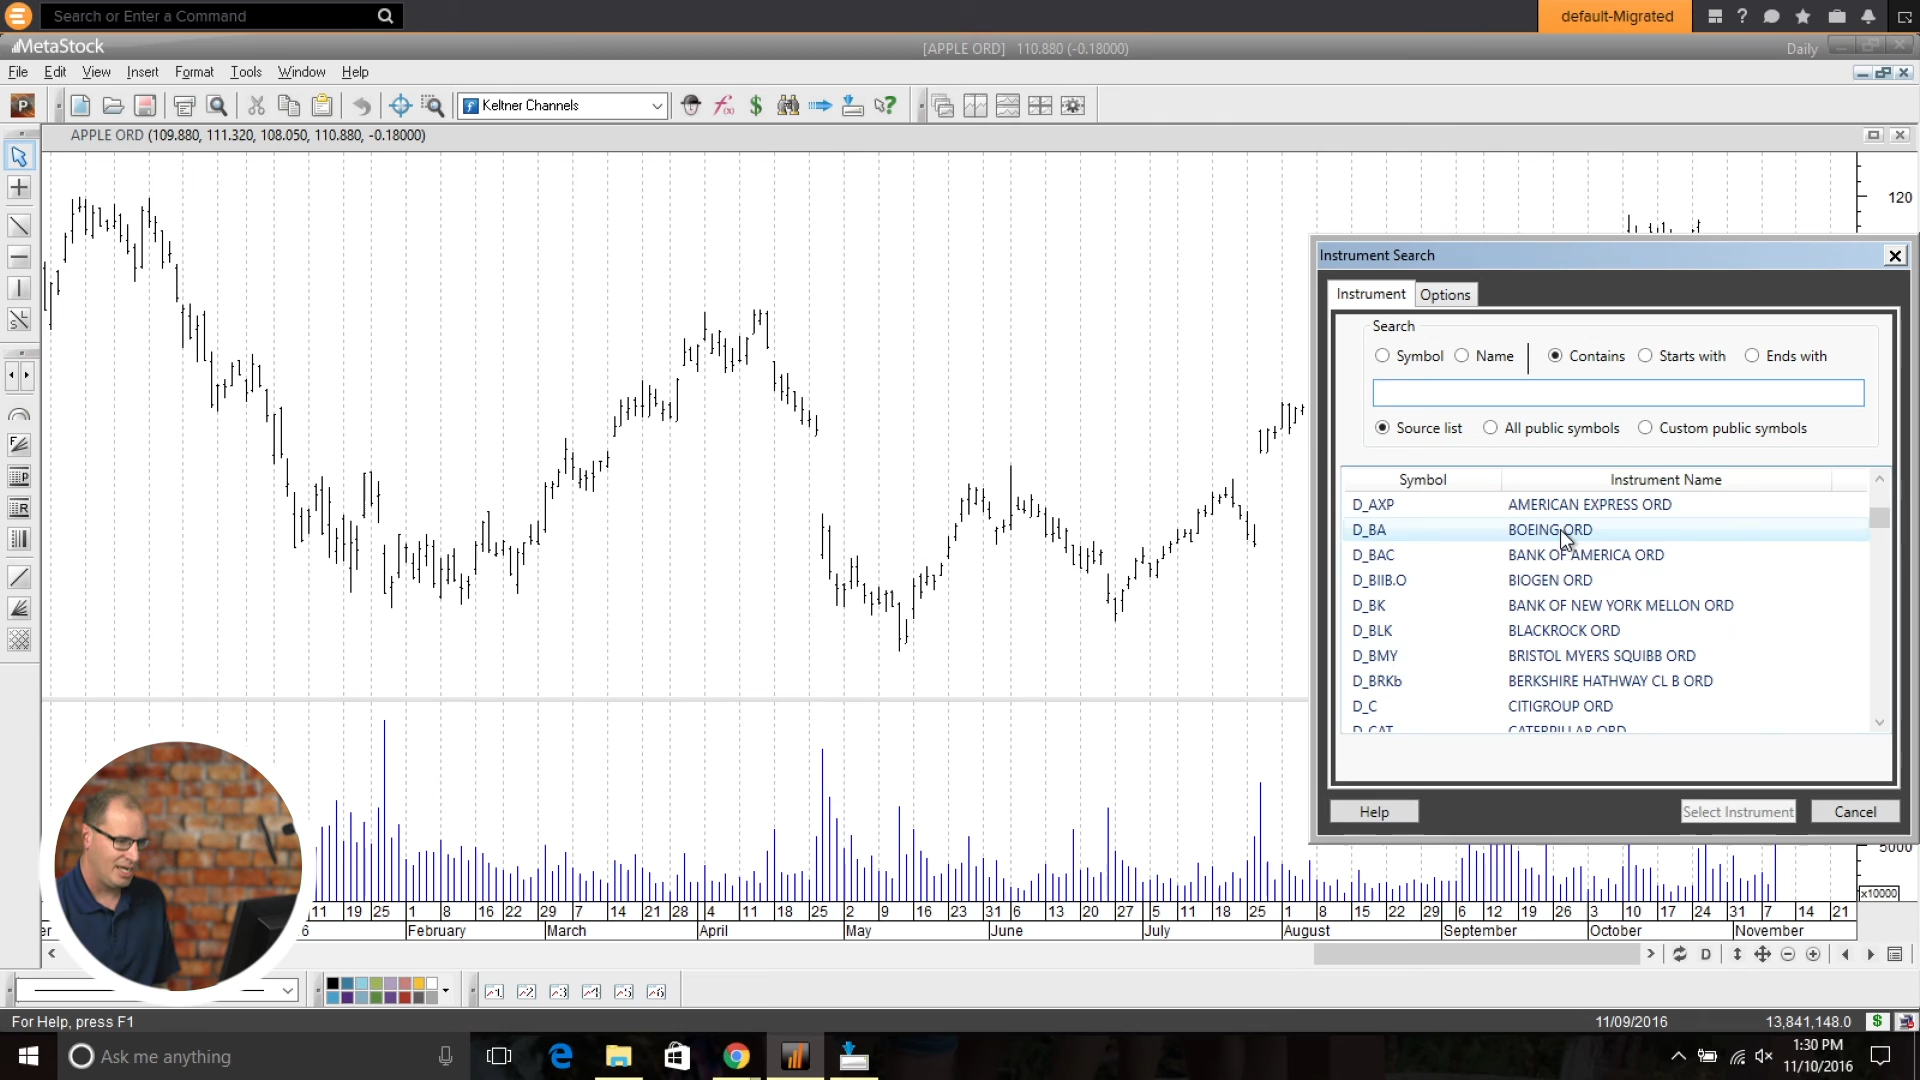 Search or Enter a Command
default-Migrated
MetaStock
[APPLE ORD] 110.880 (-0.18000)
Daily
File Edit View Insert Format Tools Window Help
Keltner Channels
APPLE ORD (109.880, 111.320, 108.050, 110.880, -0.18000)
120
Instrument Search
Instrument Options
Search
Symbol Name Contains Starts with Ends with
Source list All public symbols Custom public symbols
Symbol Instrument Name
D_AXP AMERICAN EXPRESS ORD
D_BA BOEING ORD
D_BAC BANK OF AMERICA ORD
D_BIIB.O BIOGEN ORD
D_BK BANK OF NEW YORK MELLON ORD
D_BLK BLACKROCK ORD
D_BMY BRISTOL MYERS SQUIBB ORD
D_BRKb BERKSHIRE HATHWAY CL B ORD
D_C CITIGROUP ORD
D_CAT CATERPILLAR ORD
Help Select Instrument Cancel
5000
x10000
11 19 25 1 8 16 22 29 7 14 21 28 4 11 18 25 2 9 16 23 31 6 13 20 27 5 11 18 25 1 8 15 22 29 6 12 19 26 3 10 17 24 31 7 14 21
er 6 February March April May June July August September October November
For Help, press F1
11/09/2016 13,841,148.0
Ask me anything
1:30 PM
11/10/2016